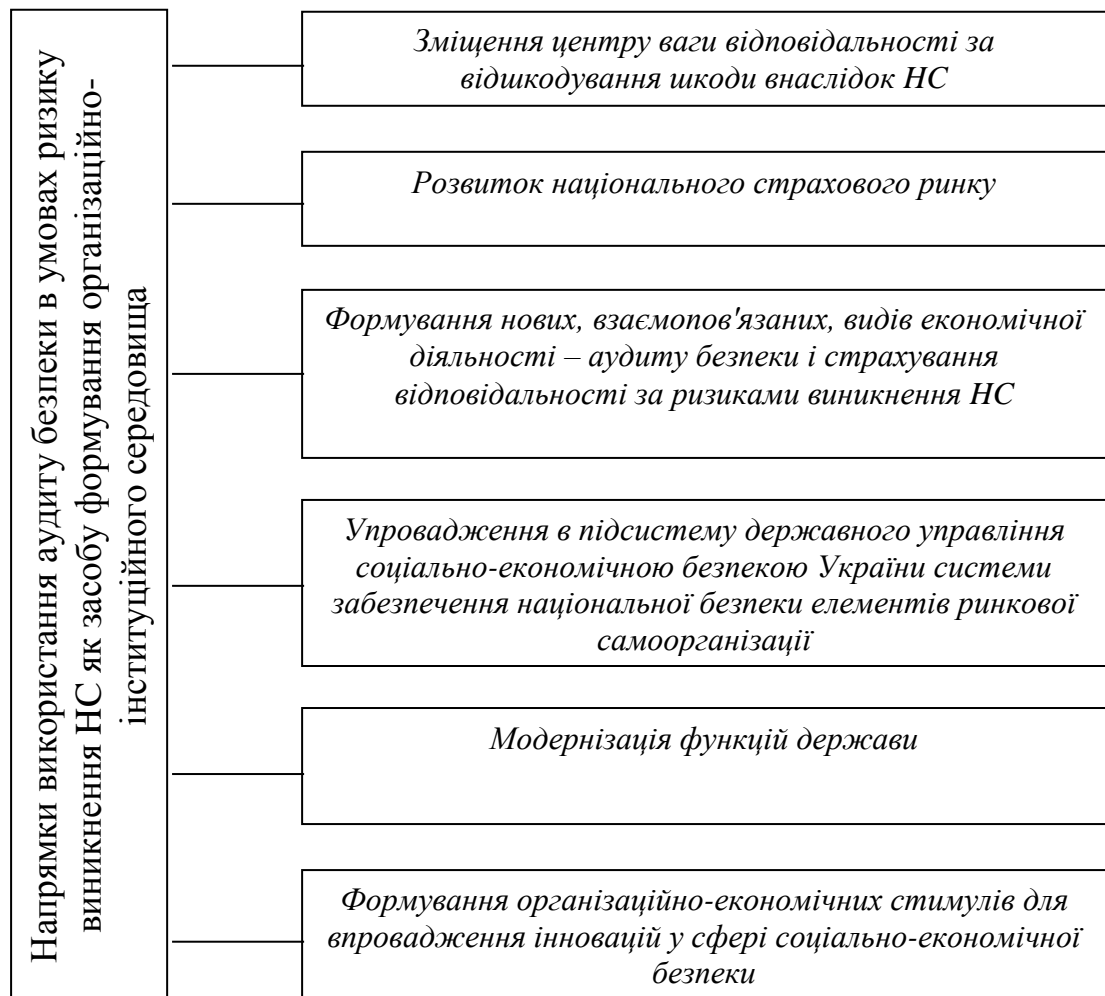 Напрямки використання аудиту безпеки в умовах ризику
виникнення НС як засобу формування організаційно-
інституційного середовища
Зміщення центру ваги відповідальності за
відшкодування шкоди внаслідок НС
Розвиток національного страхового ринку
Формування нових, взаємопов'язаних, видів економічної
діяльності – аудиту безпеки і страхування
відповідальності за ризиками виникнення НС
Упровадження в підсистему державного управління
соціально-економічною безпекою України системи
забезпечення національної безпеки елементів ринкової
самоорганізації
Модернізація функцій держави
Формування організаційно-економічних стимулів для
впровадження інновацій у сфері соціально-економічної
безпеки